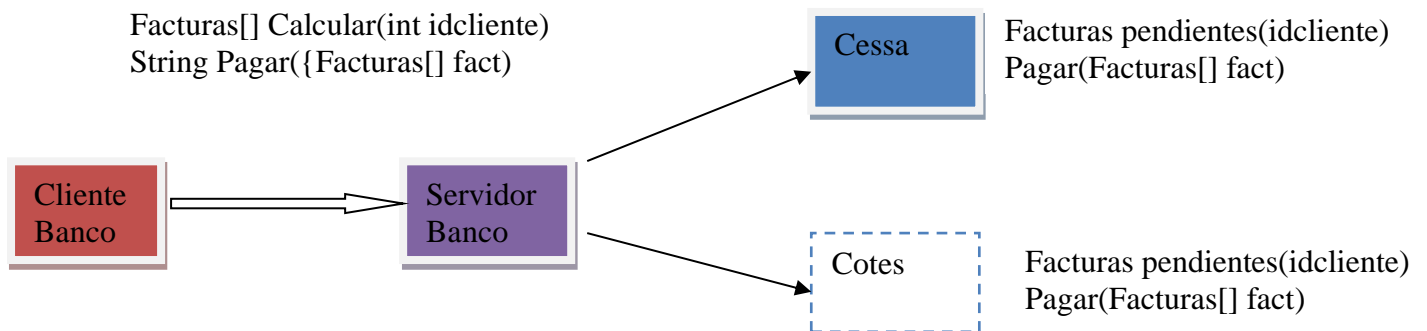 Facturas[] Calcular(int idcliente)
String Pagar({Facturas[] fact)
Cessa
Facturas pendientes(idcliente)
Pagar(Facturas[] fact)
Cliente
Banco
Servidor
Banco
Cotes
Facturas pendientes(idcliente)
Pagar(Facturas[] fact)